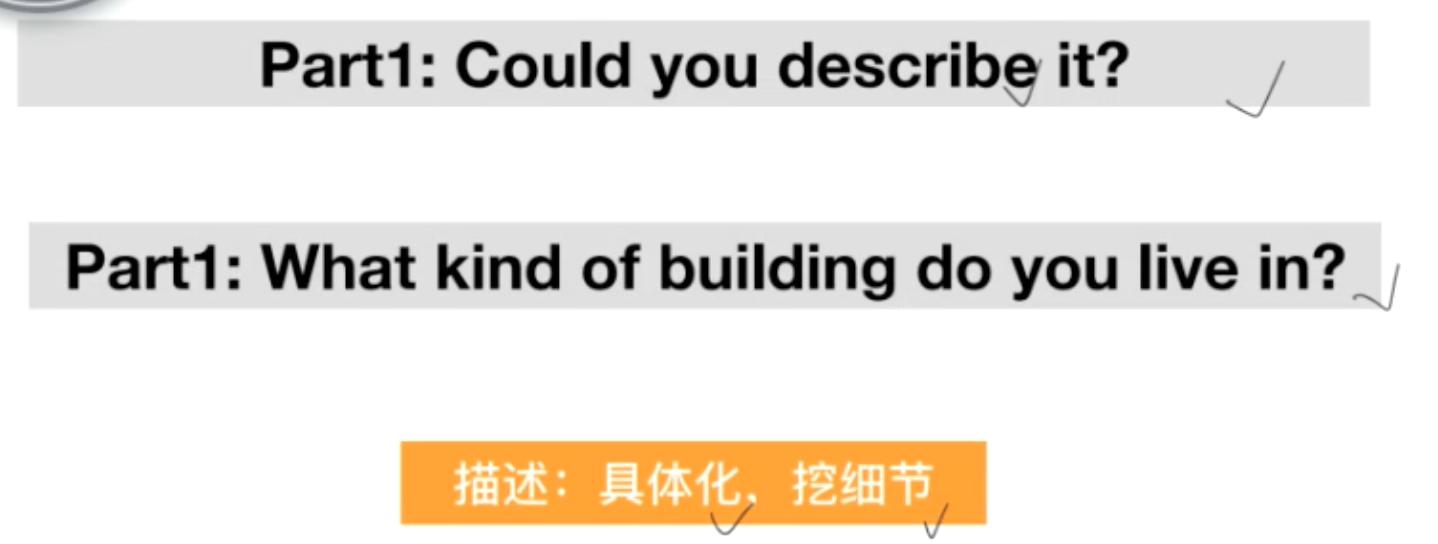 Part1: Could you describe it?
Part1: What kind of building do you live in?
描述：具体化、挖细节